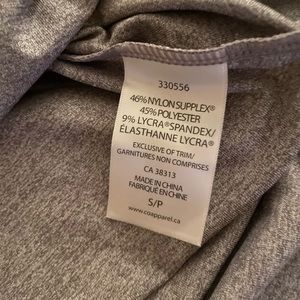 330556
46% NYLON SUPPLEX®
45% POLYESTER
9% LYCRA® SPANDEX/
ÉLASTHANNE LYCRA®
EXCLUSIVE OF TRIM/
GARNITURES NON COMPRISES
CA 38313
MADE IN CHINA
FABRIQUÉ EN CHINE
S/P
www.coapparel.ca